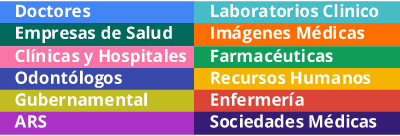 Doctores
Empresas de Salud
Clínicas y Hospitales
Odontólogos
Gubernamental
ARS
Laboratorios Clinico
Imágenes Médicas
Farmacéuticas
Recursos Humanos
Enfermería
Sociedades Médicas